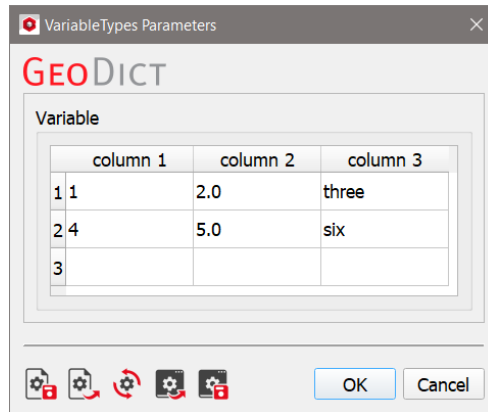 VariableTypes Parameters
GEODICT
Variable
column 1 column 2 column 3
1 1 2.0 three
2 4 5.0 six
3
OK Cancel